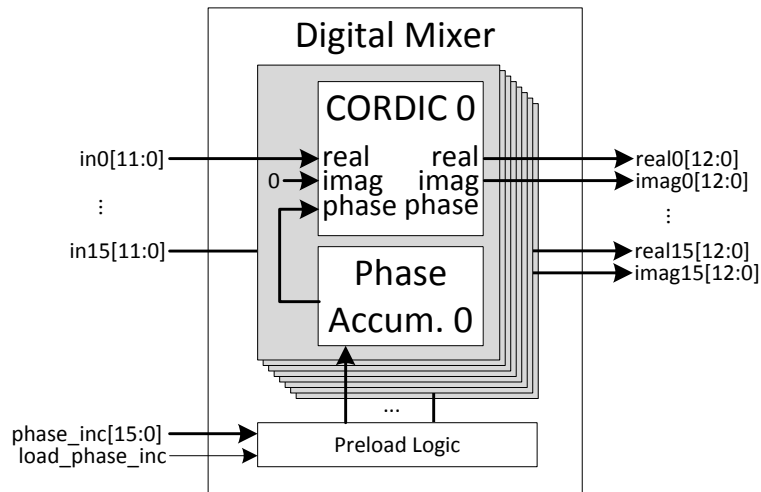 Digital Mixer
CORDIC 0
in0[11:0]
real
real
real0[12:0]
0
imag
imag
imag0[12:0]
...
phase
phase
...
in15[11:0]
real15[12:0]
Phase
imag15[12:0]
Accum. 0
...
phase_inc[15:0]
load_phase_inc
Preload Logic